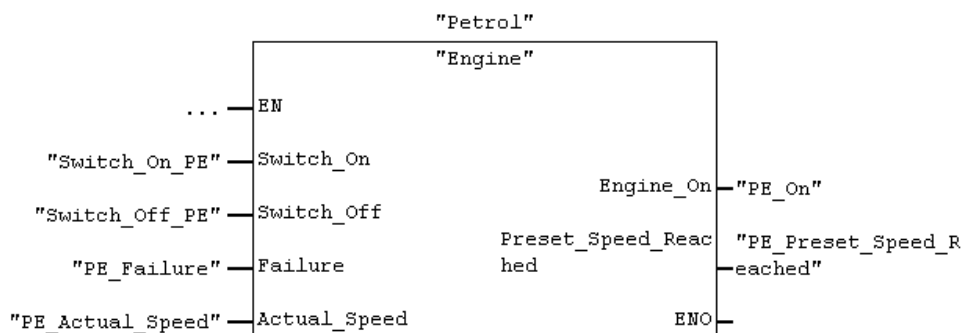 "Petrol"
"Engine"
... EN
"Switch_On_PE" Switch_On
Engine_On "PE_On"
"Switch_Off_PE" Switch_Off
Preset_Speed_Reac "PE_Preset_Speed_R
"PE_Failure" Failure hed eached"
"PE_Actual_Speed" Actual_Speed ENO